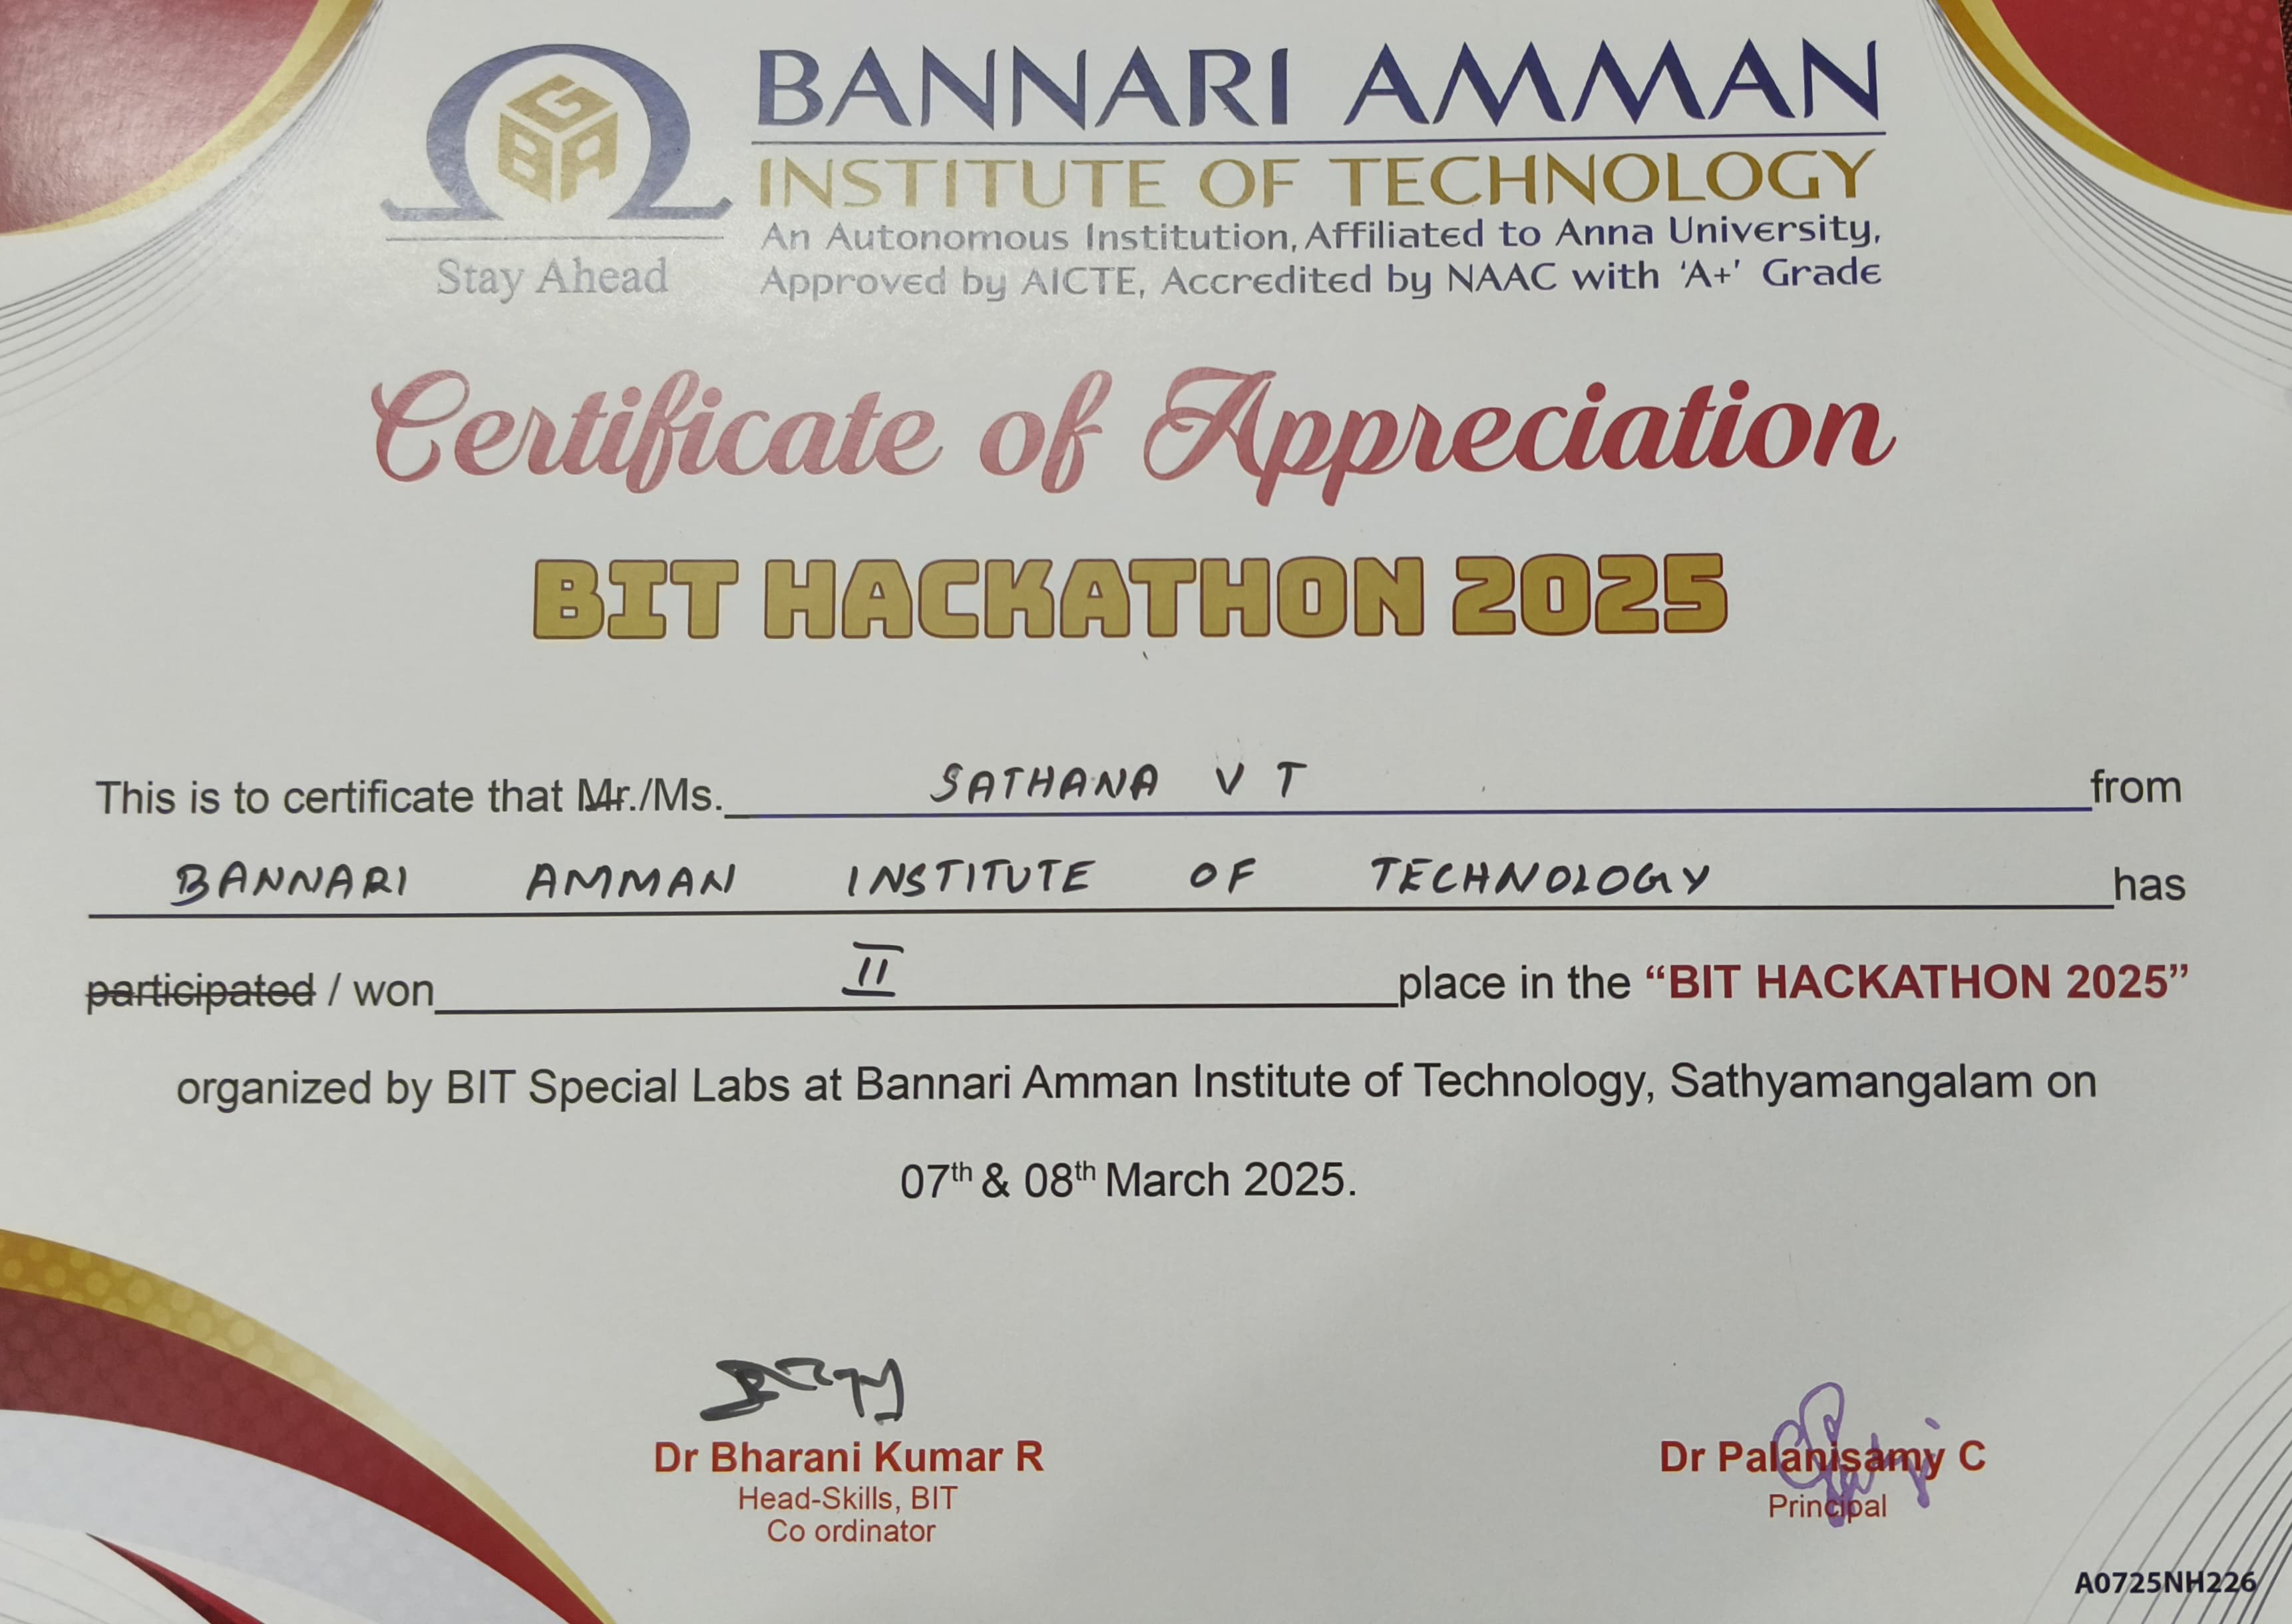 GBA
Stay Ahead
BANNARI AMMAN
INSTITUTE OF TECHNOLOGY
An Autonomous Institution, Affiliated to Anna University,
Approved by AICTE, Accredited by NAAC with ‘A+’ Grade
Certificate of Appreciation
BIT HACKATHON 2025
This is to certificate that Mr./Ms. SATHANA V T from
BANNARI AMMAN INSTITUTE OF TECHNOLOGY has
participated / won II place in the “BIT HACKATHON 2025”
organized by BIT Special Labs at Bannari Amman Institute of Technology, Sathyamangalam on
07th & 08th March 2025.
Dr Bharani Kumar R
Head-Skills, BIT
Co ordinator
Dr Palanisamy C
Principal
A0725NH226